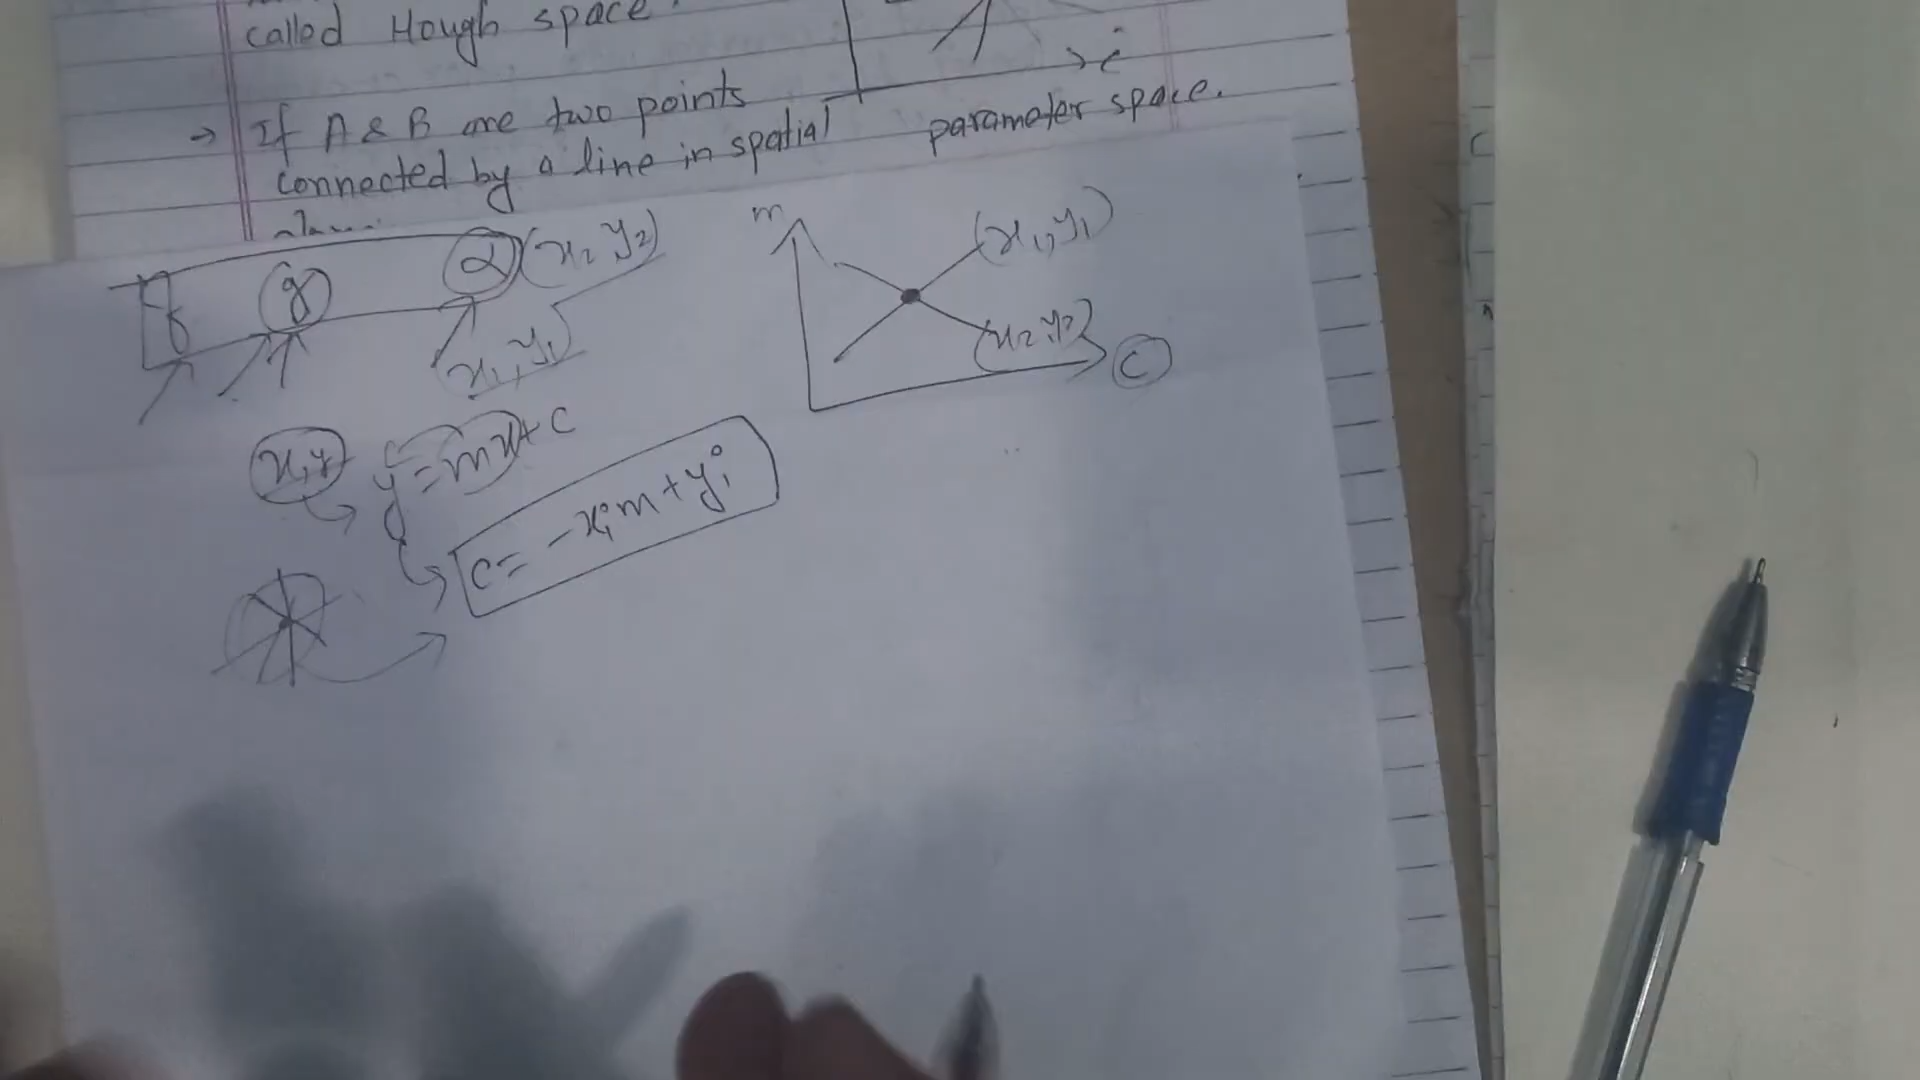 called Hough space.
→ c
→ If A & B are two points
connected by a line in spatial
parameter space.
(x2 y2)
x1, y1
m
(x1, y1)
(x2, y2)
c
x, y
y = mx + c
c = -xim + yi